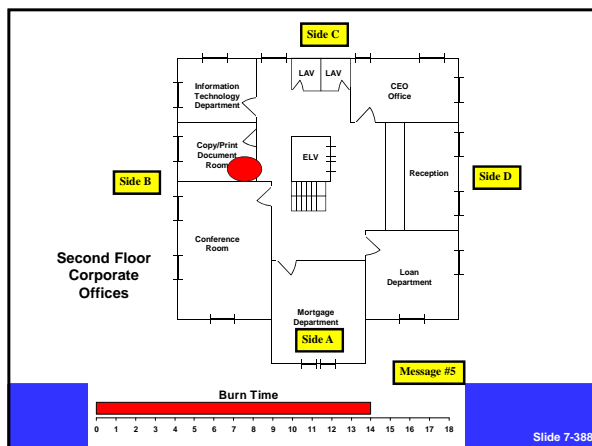 Side C
LAV
LAV
Information
Technology
Department
CEO
Office
Copy/Print
Document
Room
ELV
Side B
Reception
Side D
Conference
Room
Second Floor
Corporate
Offices
Loan
Department
Mortgage
Department
Side A
Message #5
Burn Time
0 1 2 3 4 5 6 7 8 9 10 11 12 13 14 15 16 17 18
Slide 7-388